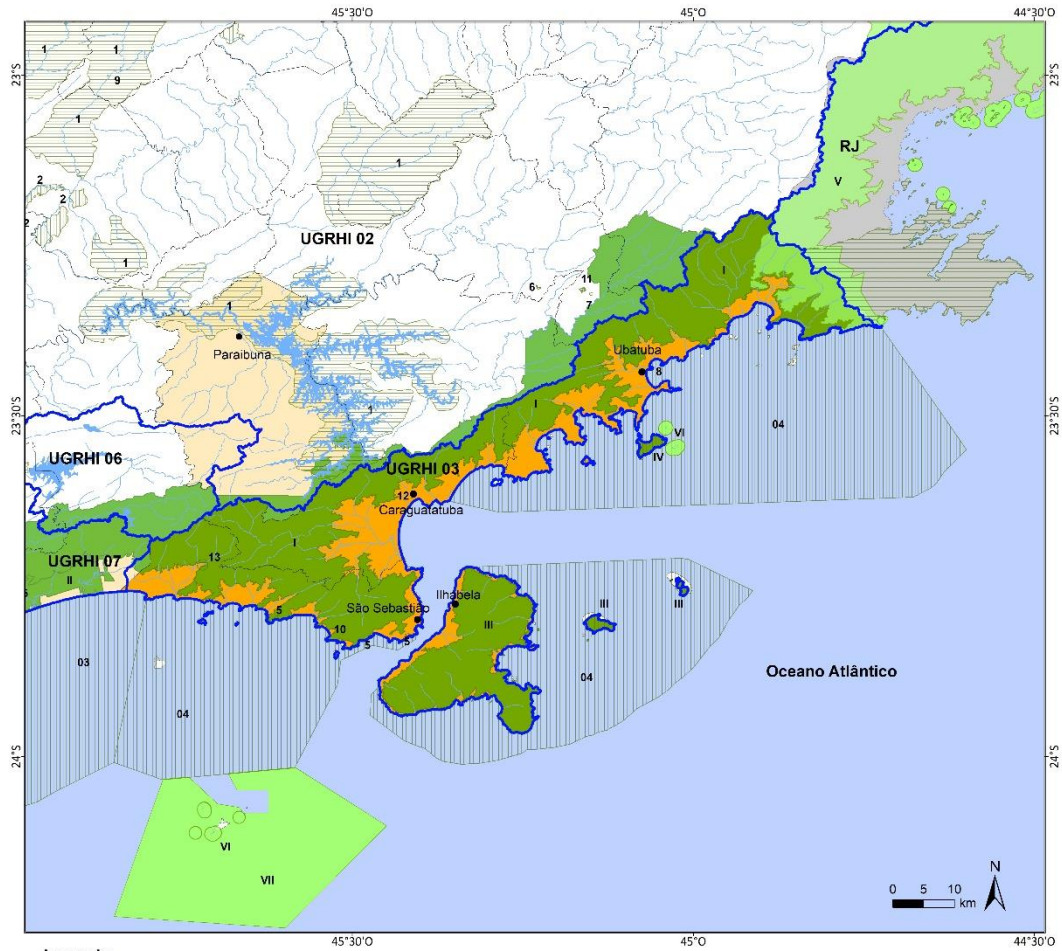 45°30'O
45°O
44°30'O
23°S
23°S
1
1
9
1
1
RJ
V
2
2
2
UGRHI 02
1
I
11
6
7
1
Paraibuna
Ubatuba
8
1
I
04
23°30'S
23°30'S
VI
IV
UGRHI 06
UGRHI 03
12
Caraguatatuba
I
13
UGRHI 07
II
Ilhabela
III
III
5
São Sebastião
10
5
5
III
03
04
Oceano Atlântico
04
24°S
24°S
VI
VII
N
0 5 10
km
45°30'O
45°O
44°30'O